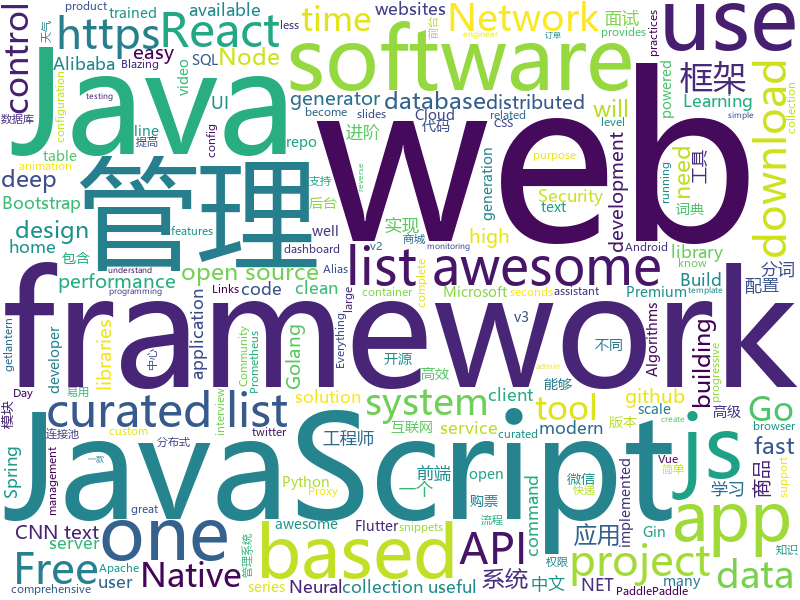 less available trained
product
websites
天气
https React time Network 面试 前台 订单 use
provides engineer
control Java software
practices
Alibaba easy video SQL Node
Blazing
configuration
testing
UI generator database distributed 框架 powered
数据库 line Cloud become slides related CSS will Learning
提高 config table 进阶 代码 repo level need 工具 simple download
collection
animation
deep 管理 web
Bootstrap 支持 reverse 后台 实现 generation purpose Security text development running 词典
design home 包含 features well 商城 high monitoring Android library know
performance open source list awesome 分词
v2 dashboard Microsoft Build Premium template 配置
understand code clean complete seconds assistant
programming Alias container
framework
getlantern application libraries developer Links Golang large Everything v3 Community Prometheus 开源 高效 不同 能够 Algorithms building progressive browser
Day 中心 solution interview
模块 management 易用 custom 连接池 分布式 twitter 工程师
curated list system client tool github scale 高级 admin Vue create
互联网 service modern Go fast 版本 商品
Spring JavaScript js
Python 前端 open curated
CNN text 一个 购票 Flutter snippets 微信 快递 应用 implemented Gin 学习 简单 support
server awesome Proxy command
great one based API project app
一款 管理系统 权限 流程 知识
user Free Native Apache series Neural collection useful 系统 中文 .NET many data
comprehensive PaddlePaddle